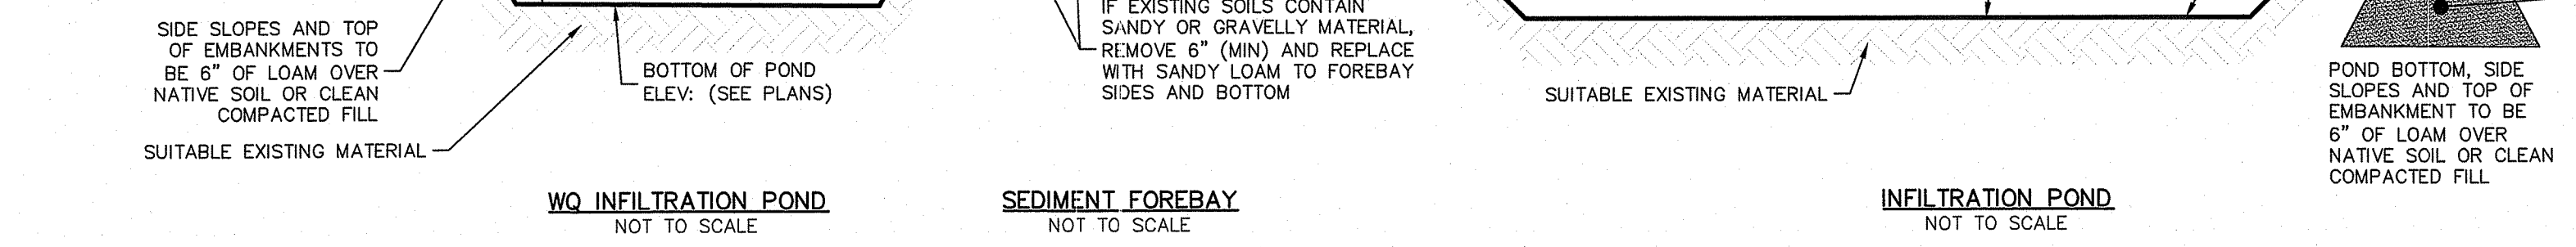 SIDE SLOPES AND TOP
OF EMBANKMENTS TO
BE 6" OF LOAM OVER
NATIVE SOIL OR CLEAN
COMPACTED FILL
SUITABLE EXISTING MATERIAL
BOTTOM OF POND
ELEV: (SEE PLANS)
WQ INFILTRATION POND
NOT TO SCALE
IF EXISTING SOILS CONTAIN
SANDY OR GRAVELLY MATERIAL,
REMOVE 6" (MIN) AND REPLACE
WITH SANDY LOAM TO FOREBAY
SIDES AND BOTTOM
SEDIMENT FOREBAY
NOT TO SCALE
SUITABLE EXISTING MATERIAL
INFILTRATION POND
NOT TO SCALE
POND BOTTOM, SIDE
SLOPES AND TOP OF
EMBANKMENT TO BE
6" OF LOAM OVER
NATIVE SOIL OR CLEAN
COMPACTED FILL